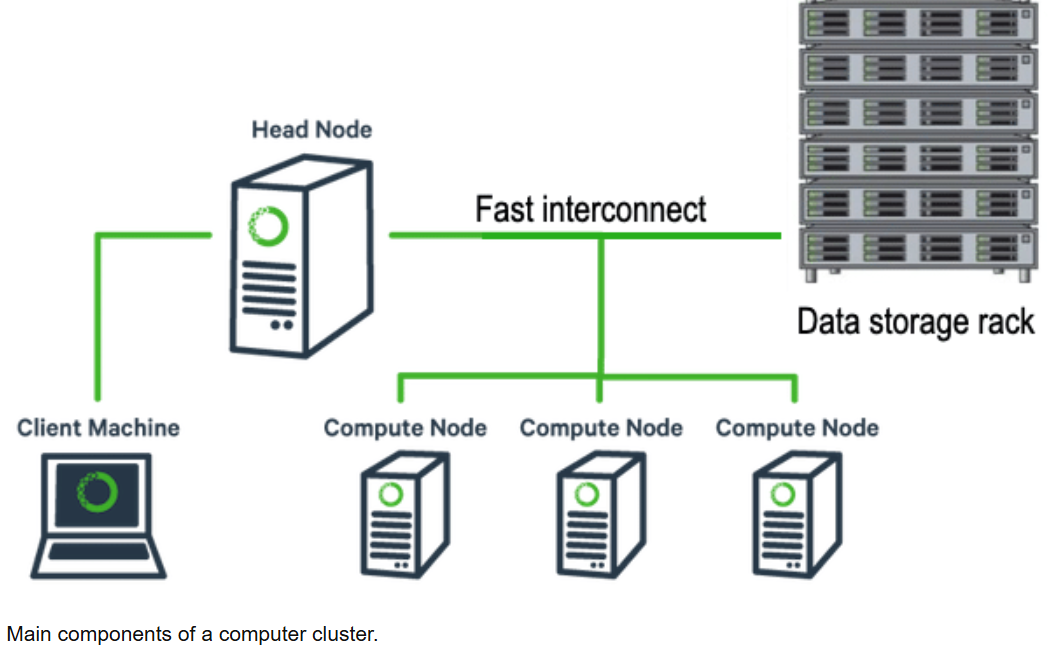 Head Node
Fast interconnect
Data storage rack
Client Machine
Compute Node
Compute Node
Compute Node
Main components of a computer cluster.